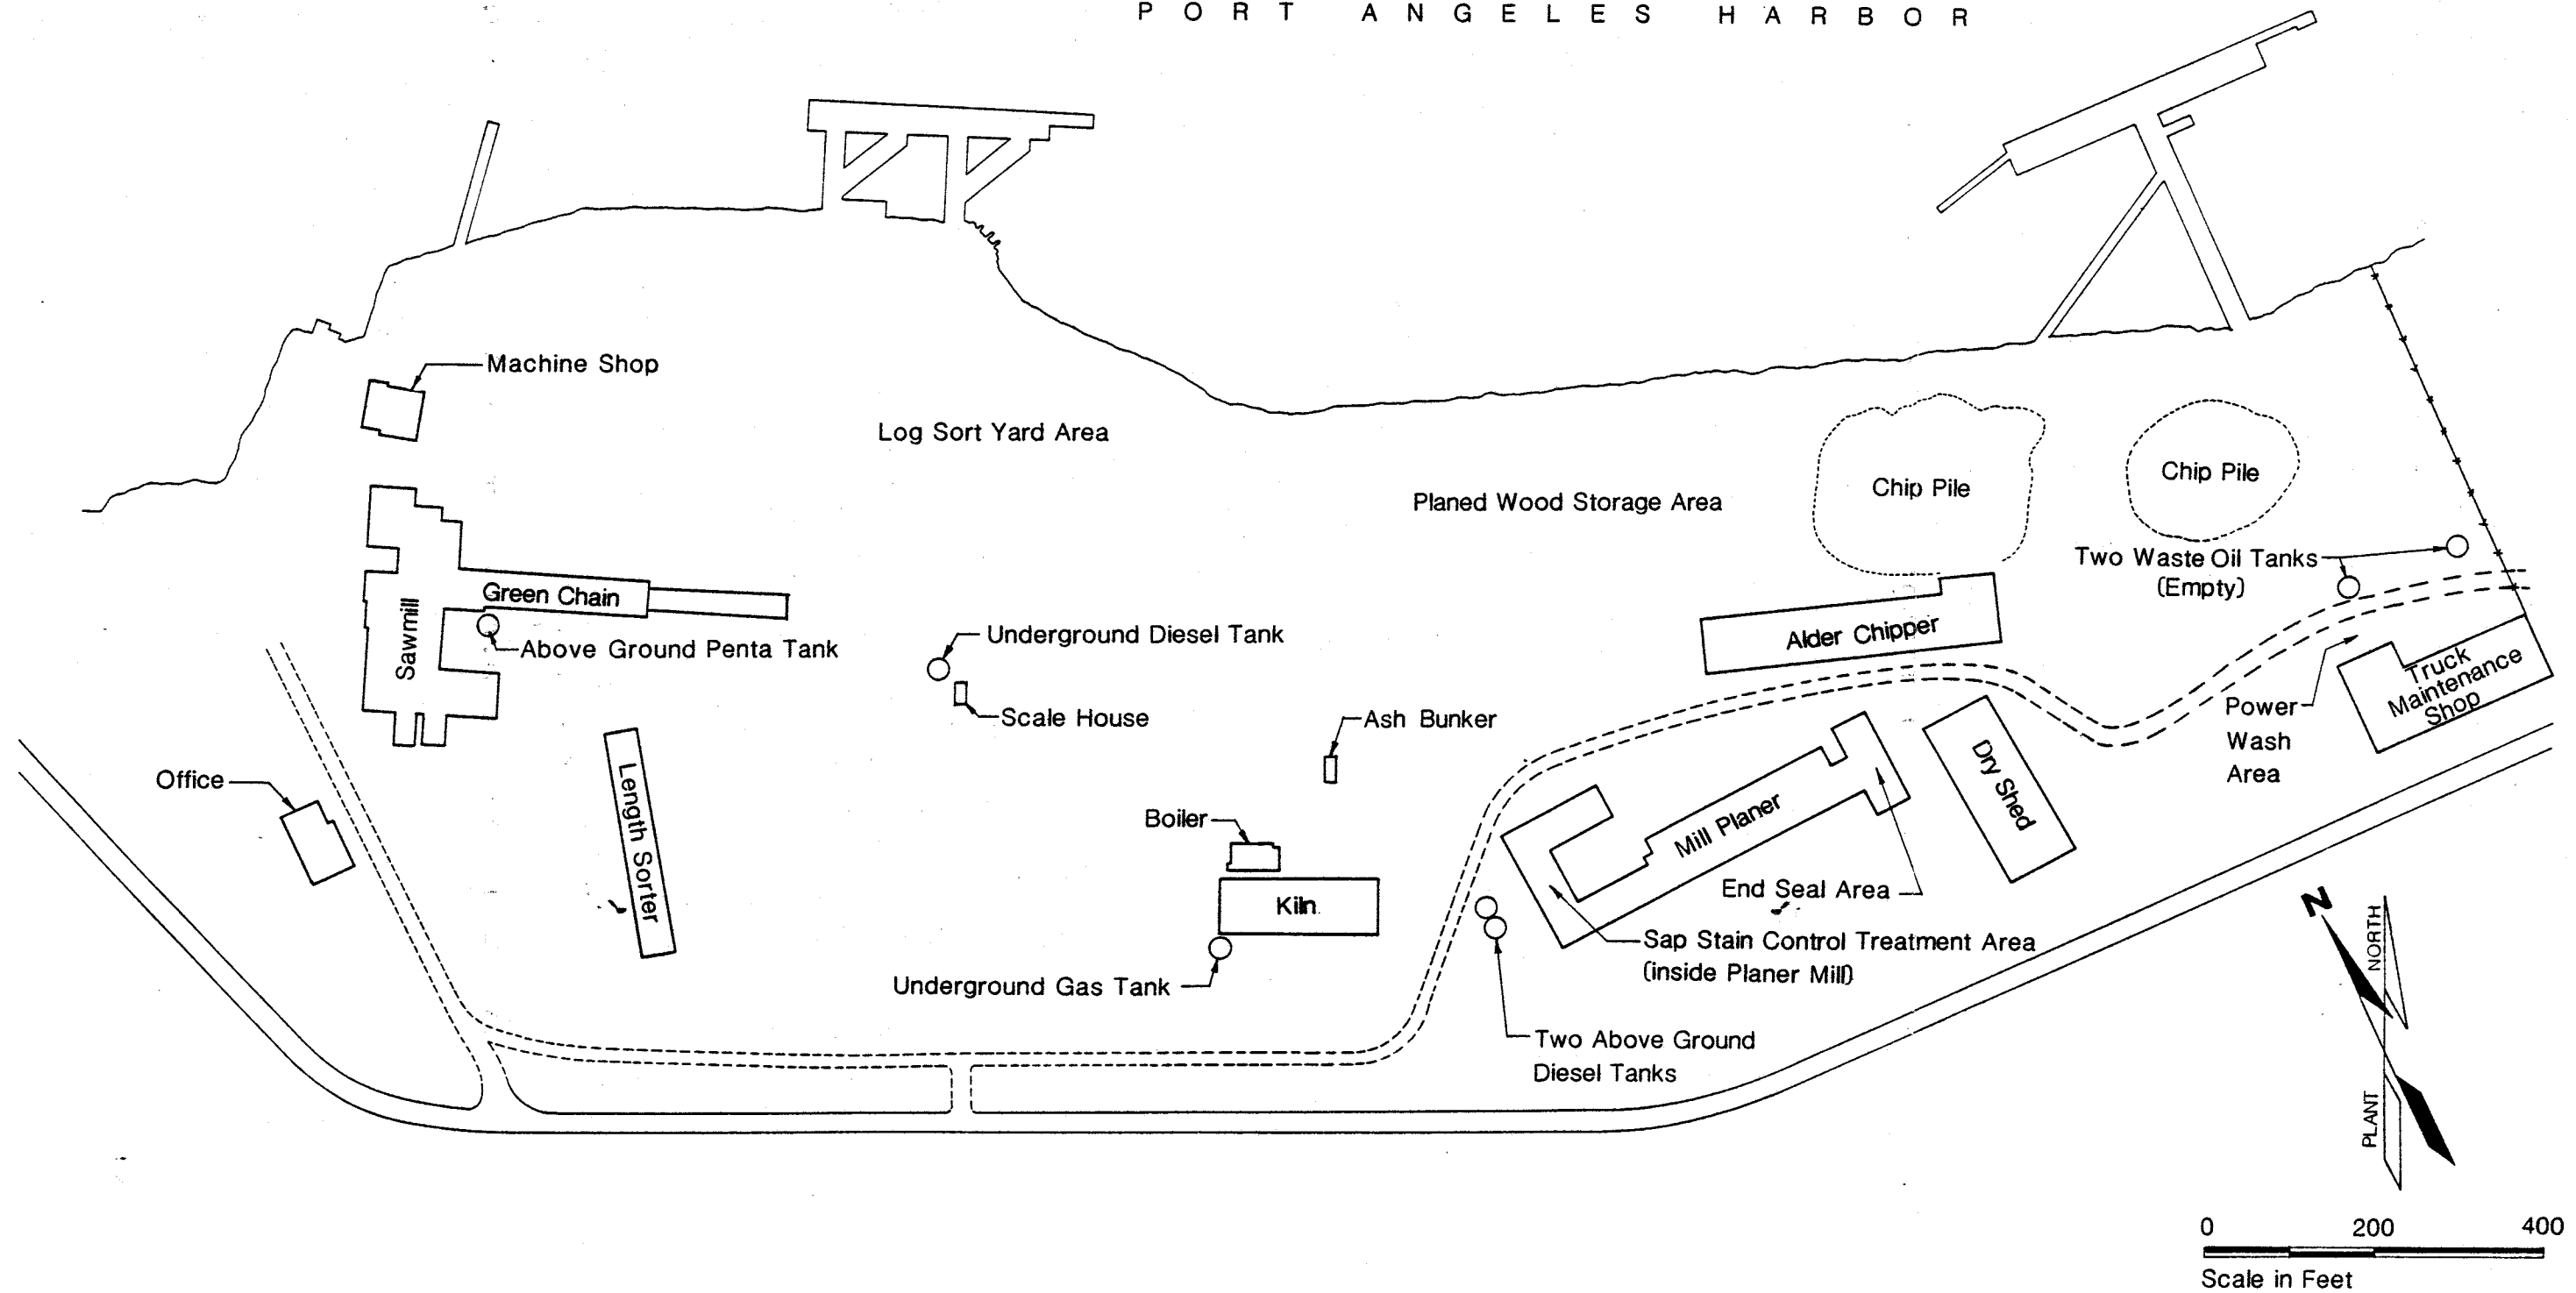 PORT ANGELES HARBOR
Machine Shop
Log Sort Yard Area
Planed Wood Storage Area
Chip Pile
Chip Pile
Two Waste Oil Tanks
(Empty)
Green Chain
Sawmill
Above Ground Penta Tank
Underground Diesel Tank
Scale House
Alder Chipper
Truck
Maintenance
Shop
Power
Wash
Area
Ash Bunker
Office
Length Sorter
Boiler
Kiln
Mill Planer
Dry Shed
End Seal Area
Sap Stain Control Treatment Area
(inside Planer Mill)
Underground Gas Tank
Two Above Ground
Diesel Tanks
N
NORTH
PLANT
0 200 400
Scale in Feet